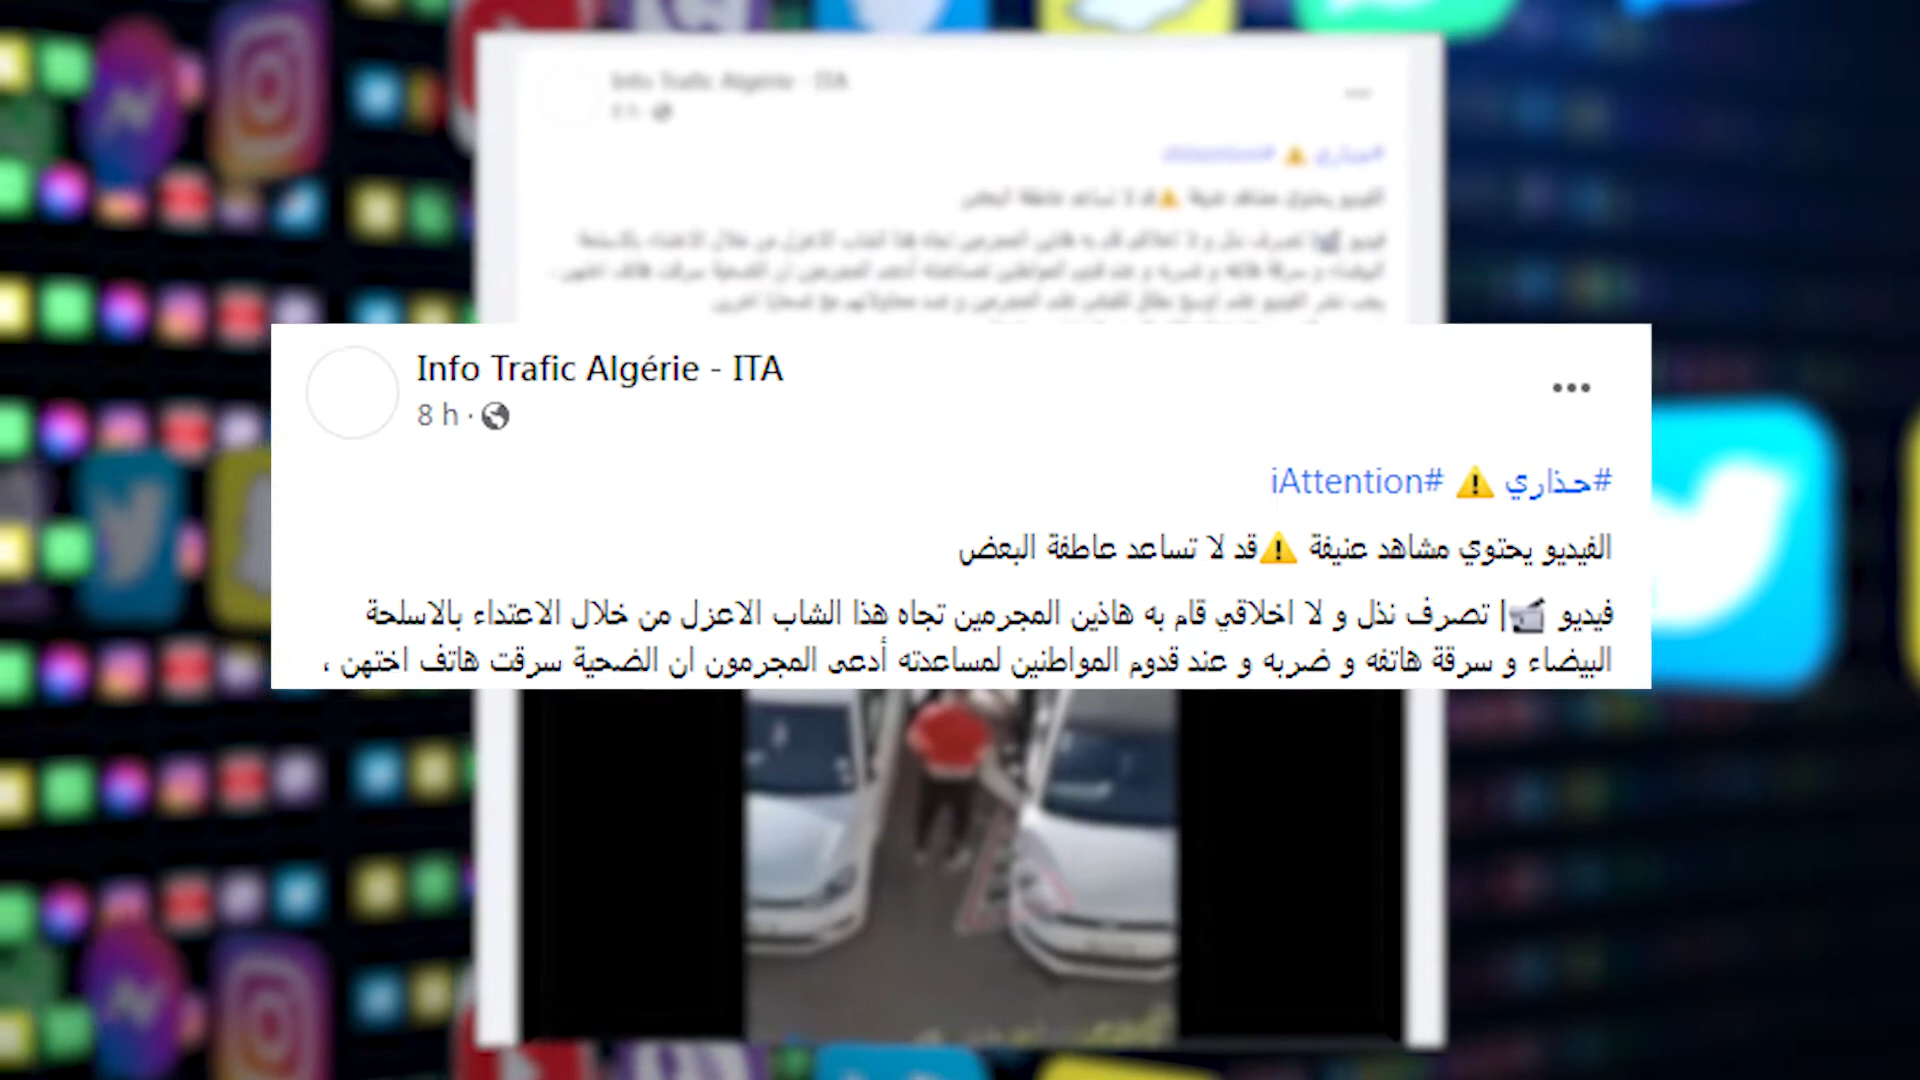 Info Trafic Algérie - ITA
8 h ·
#حذاري ⚠️ #iAttention
الفيديو يحتوي مشاهد عنيفة ⚠️قد لا تساعد عاطفة البعض
فيديو 📹| تصرف نذل و لا اخلاقي قام به هاذين المجرمين تجاه هذا الشاب الاعزل من خلال الاعتداء بالاسلحة
البيضاء و سرقة هاتفه و ضربه و عند قدوم المواطنين لمساعدته أدعى المجرمون ان الضحية سرقت هاتف اختهن ،